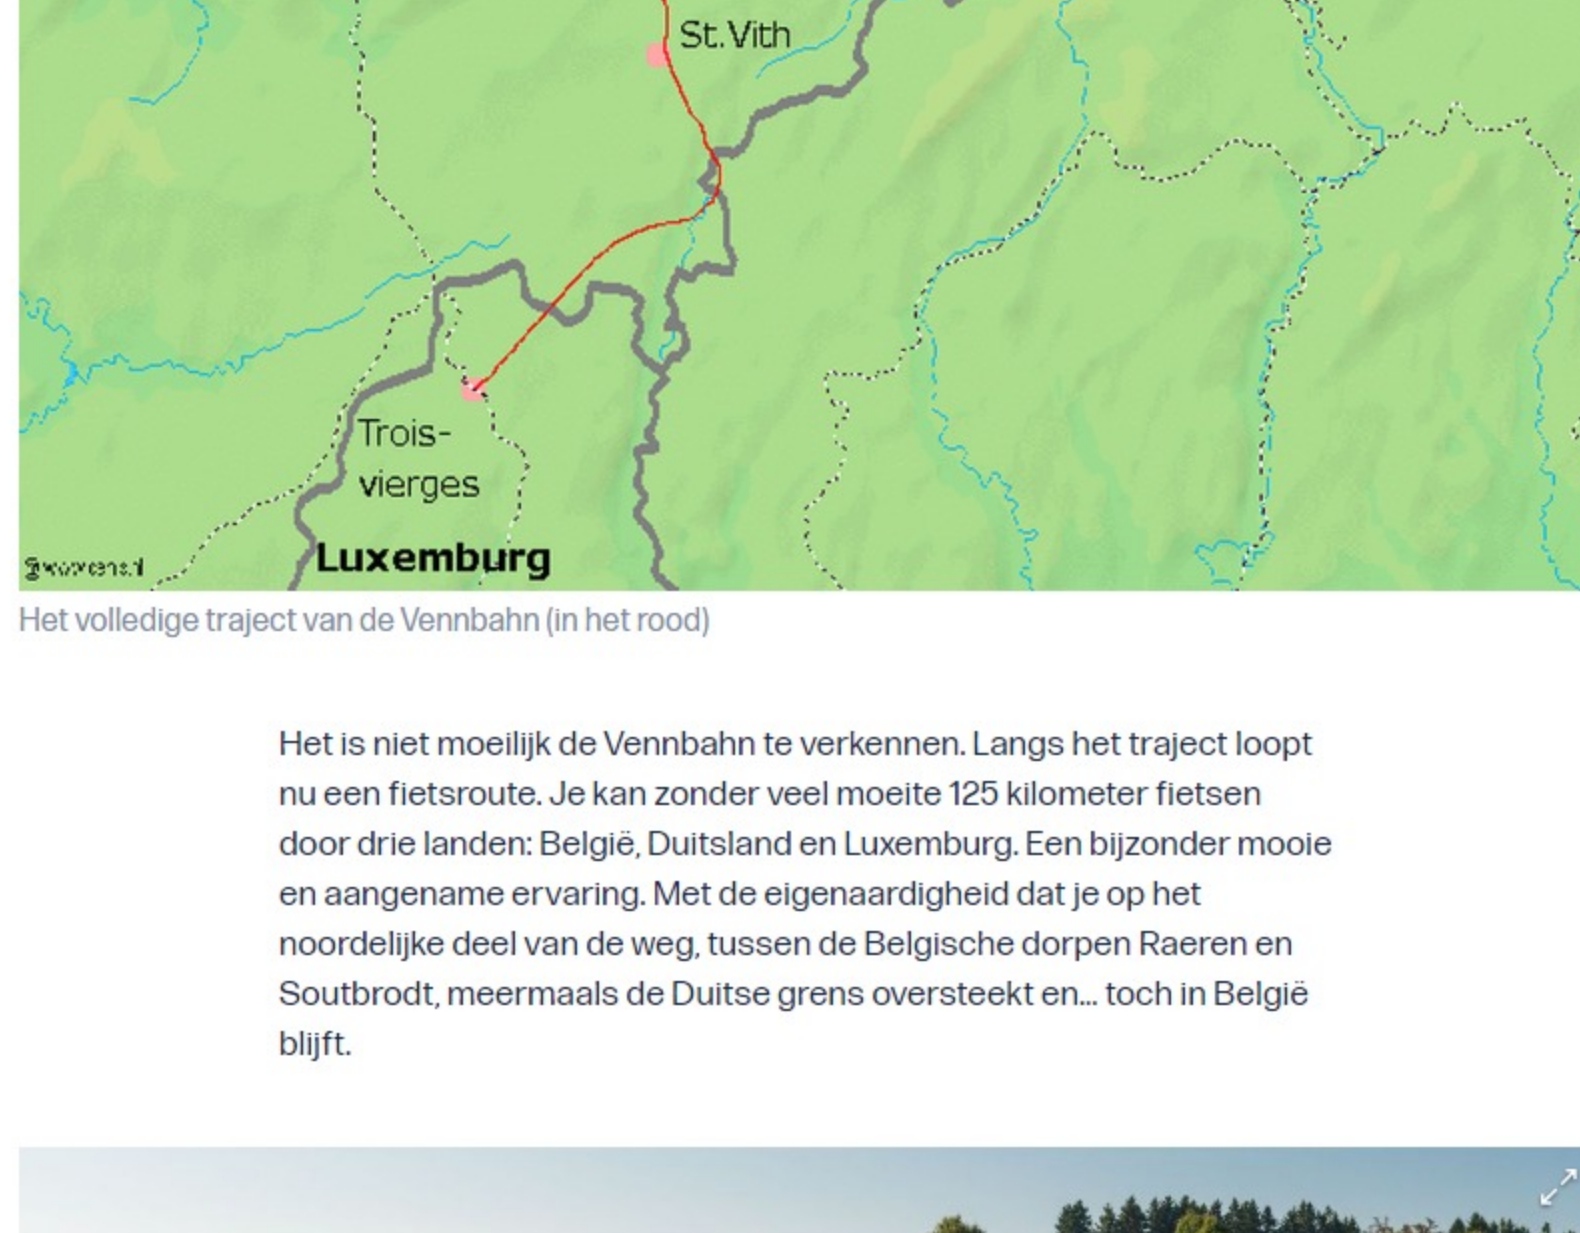 St. Vith
Trois-
vierges
Luxemburg
Het volledige traject van de Vennbahn (in het rood)
Het is niet moeilijk de Vennbahn te verkennen. Langs het traject loopt
nu een fietsroute. Je kan zonder veel moeite 125 kilometer fietsen
door drie landen: België, Duitsland en Luxemburg. Een bijzonder mooie
en aangename ervaring. Met de eigenaardigheid dat je op het
noordelijke deel van de weg, tussen de Belgische dorpen Raeren en
Soutbrodt, meermaals de Duitse grens oversteekt en... toch in België
blijft.